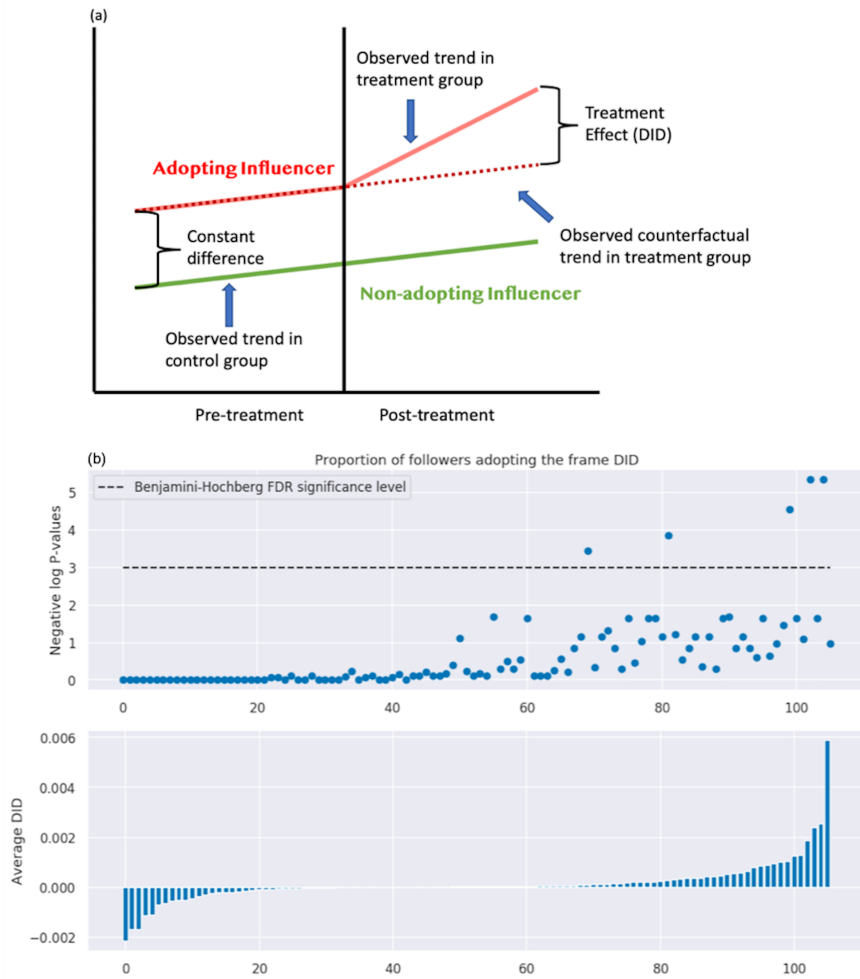 (a)
Observed trend in
treatment group
Treatment
Effect (DID)
Adopting Influencer
Constant
difference
Observed counterfactual
trend in treatment group
Non-adopting Influencer
Observed trend in
control group
Pre-treatment
Post-treatment
(b)
Proportion of followers adopting the frame DID
Benjamini-Hochberg FDR significance level
Negative log P-values
5
4
3
2
1
0
0 20 40 60 80 100
Average DID
0.006
0.004
0.002
0.000
−0.002
0 20 40 60 80 100